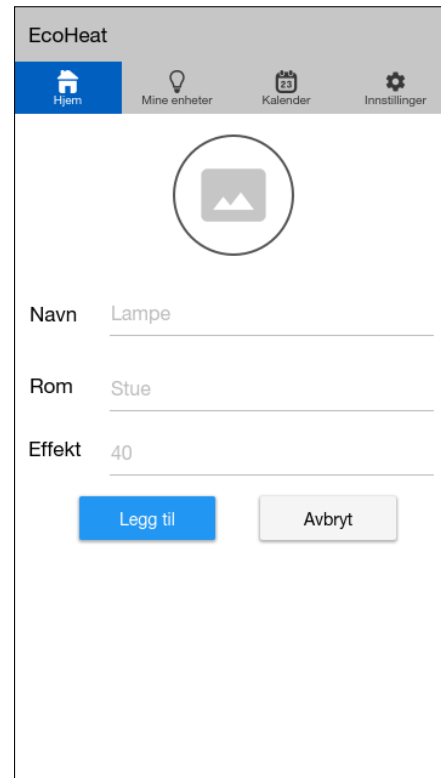 EcoHeat
Hjem
Mine enheter
23
Kalender
Innstillinger
Navn
Lampe
Rom
Stue
Effekt
40
Legg til
Avbryt